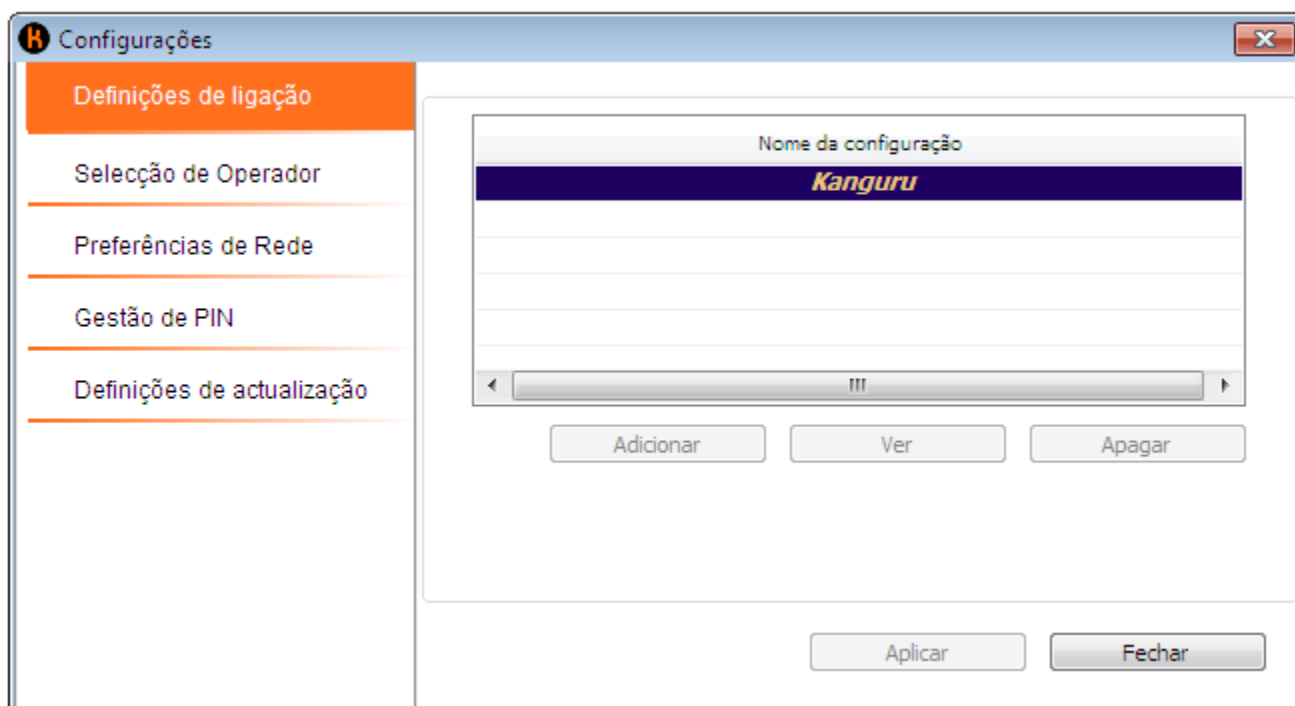 Configurações
Definições de ligação
Selecção de Operador
Preferências de Rede
Gestão de PIN
Definições de actualização
Nome da configuração
Kanguru
Adicionar
Ver
Apagar
Aplicar
Fechar